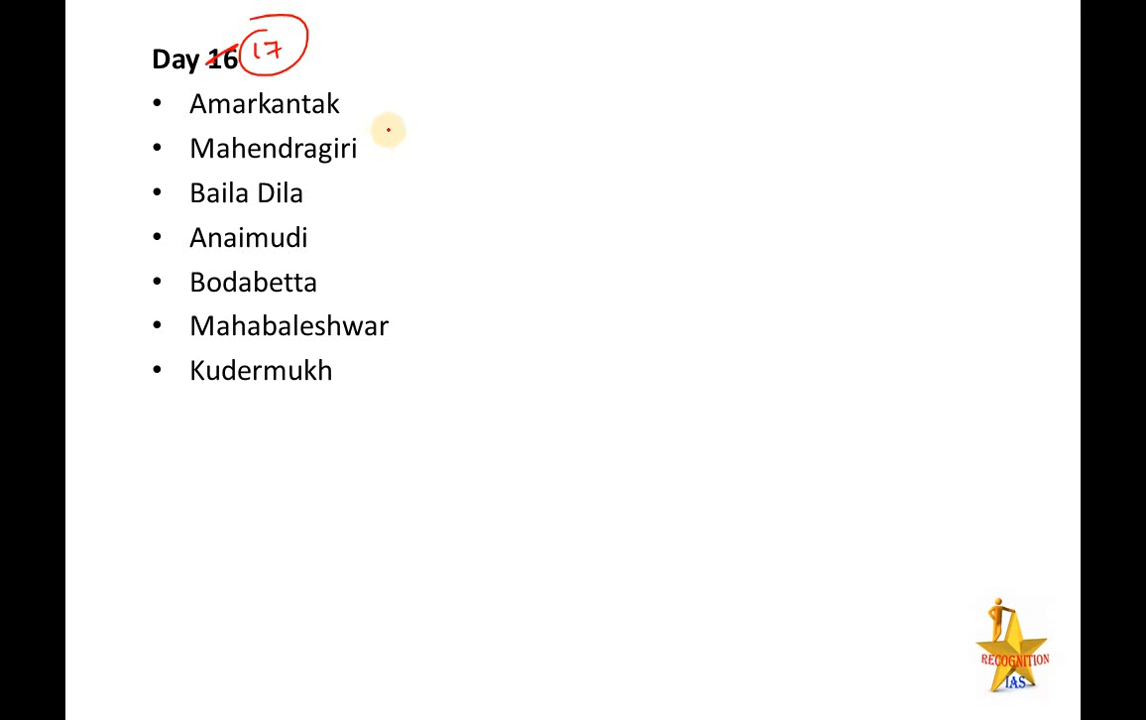 Day 16 17
• Amarkantak
• Mahendragiri
• Baila Dila
• Anaimudi
• Bodabetta
• Mahabaleshwar
• Kudermukh
RECOGNITION
IAS